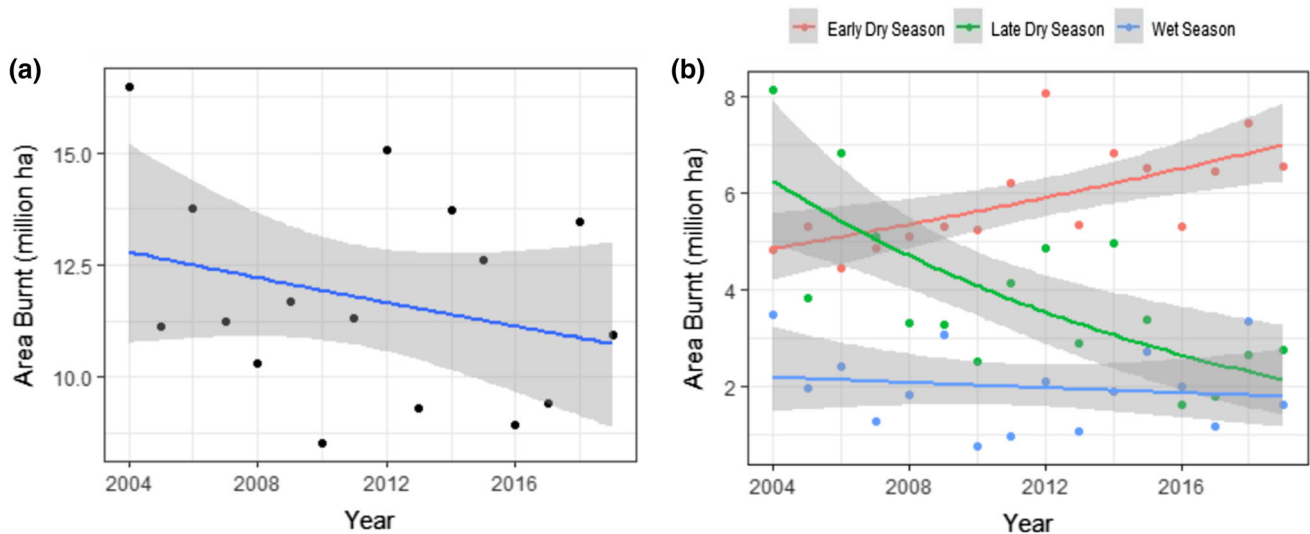 Early Dry Season Late Dry Season Wet Season
(a)
15.0
12.5
10.0
Area Burnt (million ha)
2004 2008 2012 2016
Year
(b)
8
6
4
2
Area Burnt (million ha)
2004 2008 2012 2016
Year